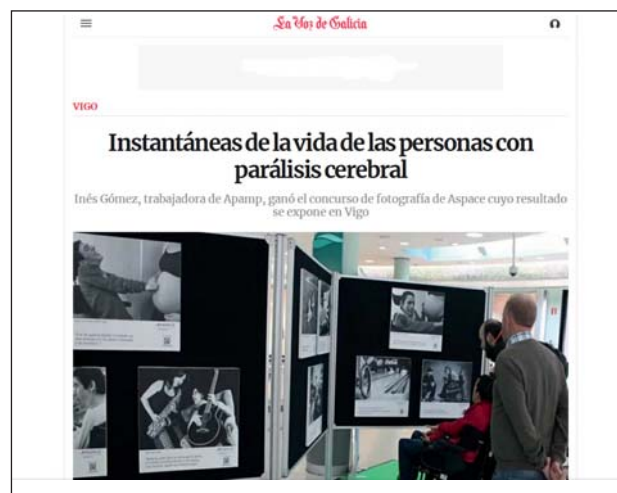 La Voz de Galicia
VIGO
Instantáneas de la vida de las personas con
parálisis cerebral
Inés Gómez, trabajadora de Apamp, ganó el concurso de fotografía de Aspace cuyo resultado
se expone en Vigo